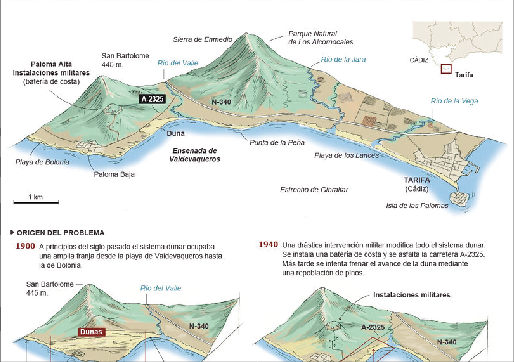 Parque Natural
de Los Alcornocales
Sierra de Enmedio
San Bartolome
440 m.
Río del Valle
Río de la Jara
CÁDIZ
Tarifa
Paloma Alta
Instalaciones militares
(batería de costa)
A-2325
N-340
Río de la Vega
Duna
Punta de la Peña
Ensenada de
Valdevaqueros
Playa de los Lances
Playa de Bolonia
Paloma Baja
TARIFA
(Cádiz)
Estrecho de Gibraltar
1 km
Isla de las Palomas
ORIGEN DEL PROBLEMA
1900 A principios del siglo pasado el sistema dunar ocupaba
una amplia franja desde la playa de Valdevaqueros hasta
la de Bolonia.
1940 Una drástica intervención militar modifica todo el sistema dunar.
Se instala una batería de costa y se asfalta la carretera A-2325.
Más tarde se intenta frenar el avance de la duna mediante
una repoblación de pinos.
San Bartolome
445 m.
Río del Valle
Dunas
N-340
Instalaciones militares
A-2325
N-340